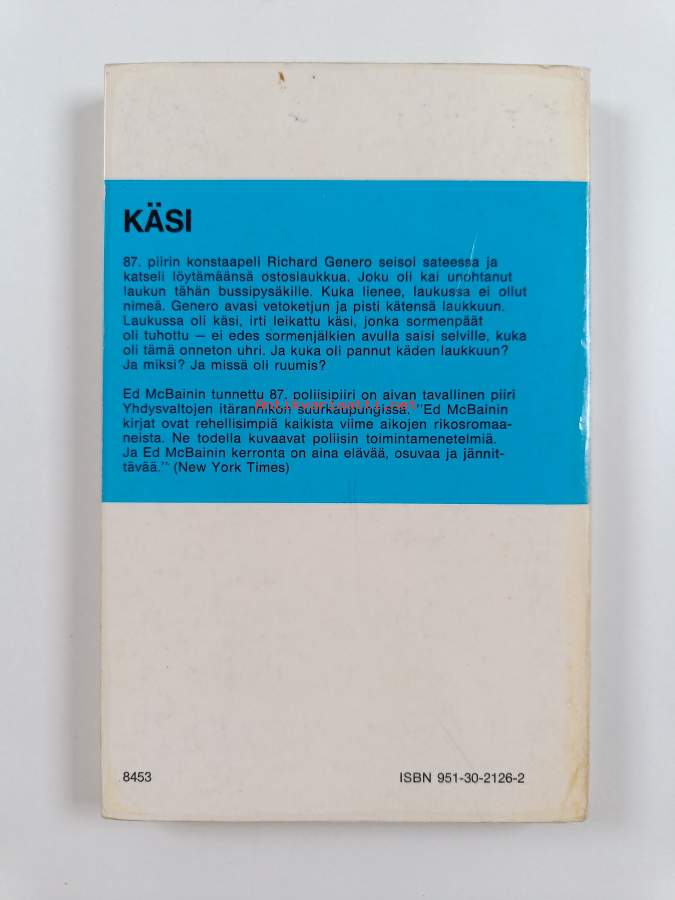 KÄSI
87. piirin konstaapeli Richard Genero seisoi sateessa ja
katseli löytämäänsä ostoslaukkua. Joku oli kai unohtanut
laukun tähän bussipysäkille. Kuka lienee, laukussa ei ollut
nimeä. Genero avasi vetoketjun ja pisti kätensä laukkuun.
Laukussa oli käsi, irti leikattu käsi, jonka sormenpäät
oli tuhottu — ei edes sormenjälkien avulla saisi selville, kuka
oli tämä onneton uhri. Ja kuka oli pannut käden laukkuun?
Ja miksi? Ja missä oli ruumis?
Ed McBainin tunnettu 87. poliisipiiri on aivan tavallinen piiri
Antikvariaatti.net
Yhdysvaltojen itärannikon suurkaupungissa. "Ed McBainin
kirjat ovat rehellisimpiä kaikista viime aikojen rikosromaa-
neista. Ne todella kuvaavat poliisin toimintamenetelmiä.
Ja Ed McBainin kerronta on aina elävää, osuvaa ja jännit-
tävää." (New York Times)
8453
ISBN 951-30-2126-2